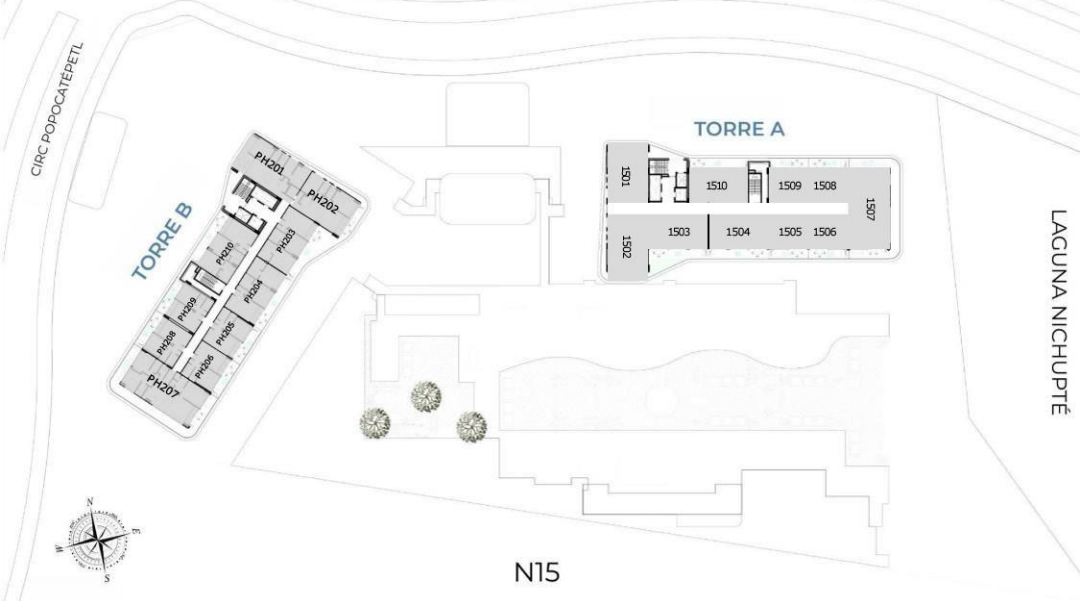 CIRC POPOCATÉPETL
TORRE A
TORRE B
PH201
PH202
PH203
PH210
PH204
PH209
PH205
PH208
PH206
PH207
1501
1510
1509
1508
1507
1502
1503
1504
1505
1506
LAGUNA NICHUPTÉ
N
E
W
S
N15